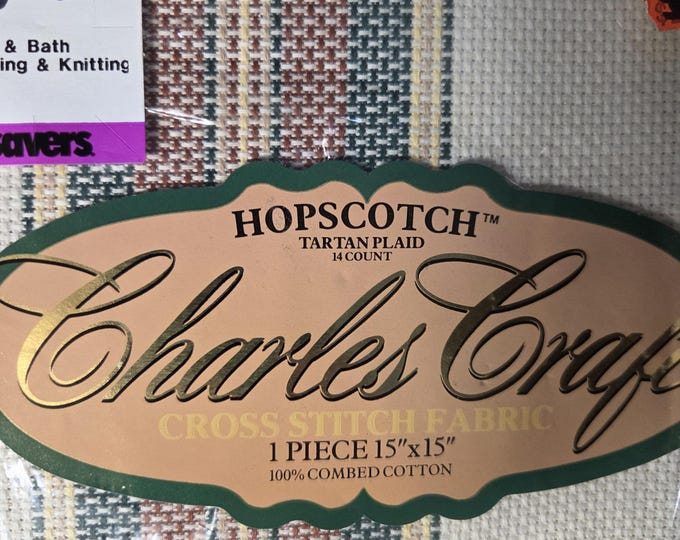 & Bath
ing & Knitting
avers.
HOPSCOTCH™
TARTAN PLAID
14 COUNT
Charles Craft
CROSS STITCH FABRIC
1 PIECE 15"x15"
100% COMBED COTTON